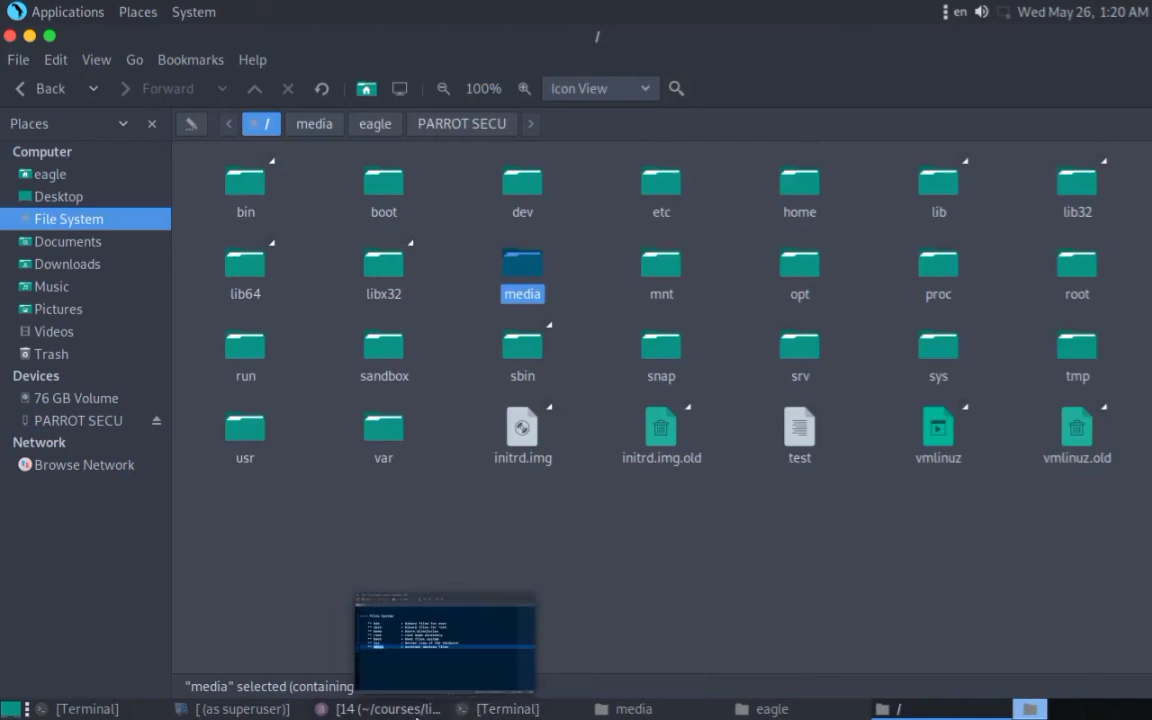 Applications Places System en Wed May 26, 1:20 AM
/
File Edit View Go Bookmarks Help
Back Forward 100% Icon View
Places / media eagle PARROT SECU
Computer
eagle
Desktop
File System
Documents
Downloads
Music
Pictures
Videos
Trash
Devices
76 GB Volume
PARROT SECU
Network
Browse Network
bin boot dev etc home lib lib32
lib64 libx32 media mnt opt proc root
run sandbox sbin snap srv sys tmp
usr var initrd.img initrd.img.old test vmlinuz vmlinuz.old
"media" selected (containing
[Terminal] [ (as superuser)] [14 (~/courses/li... [Terminal] media eagle /